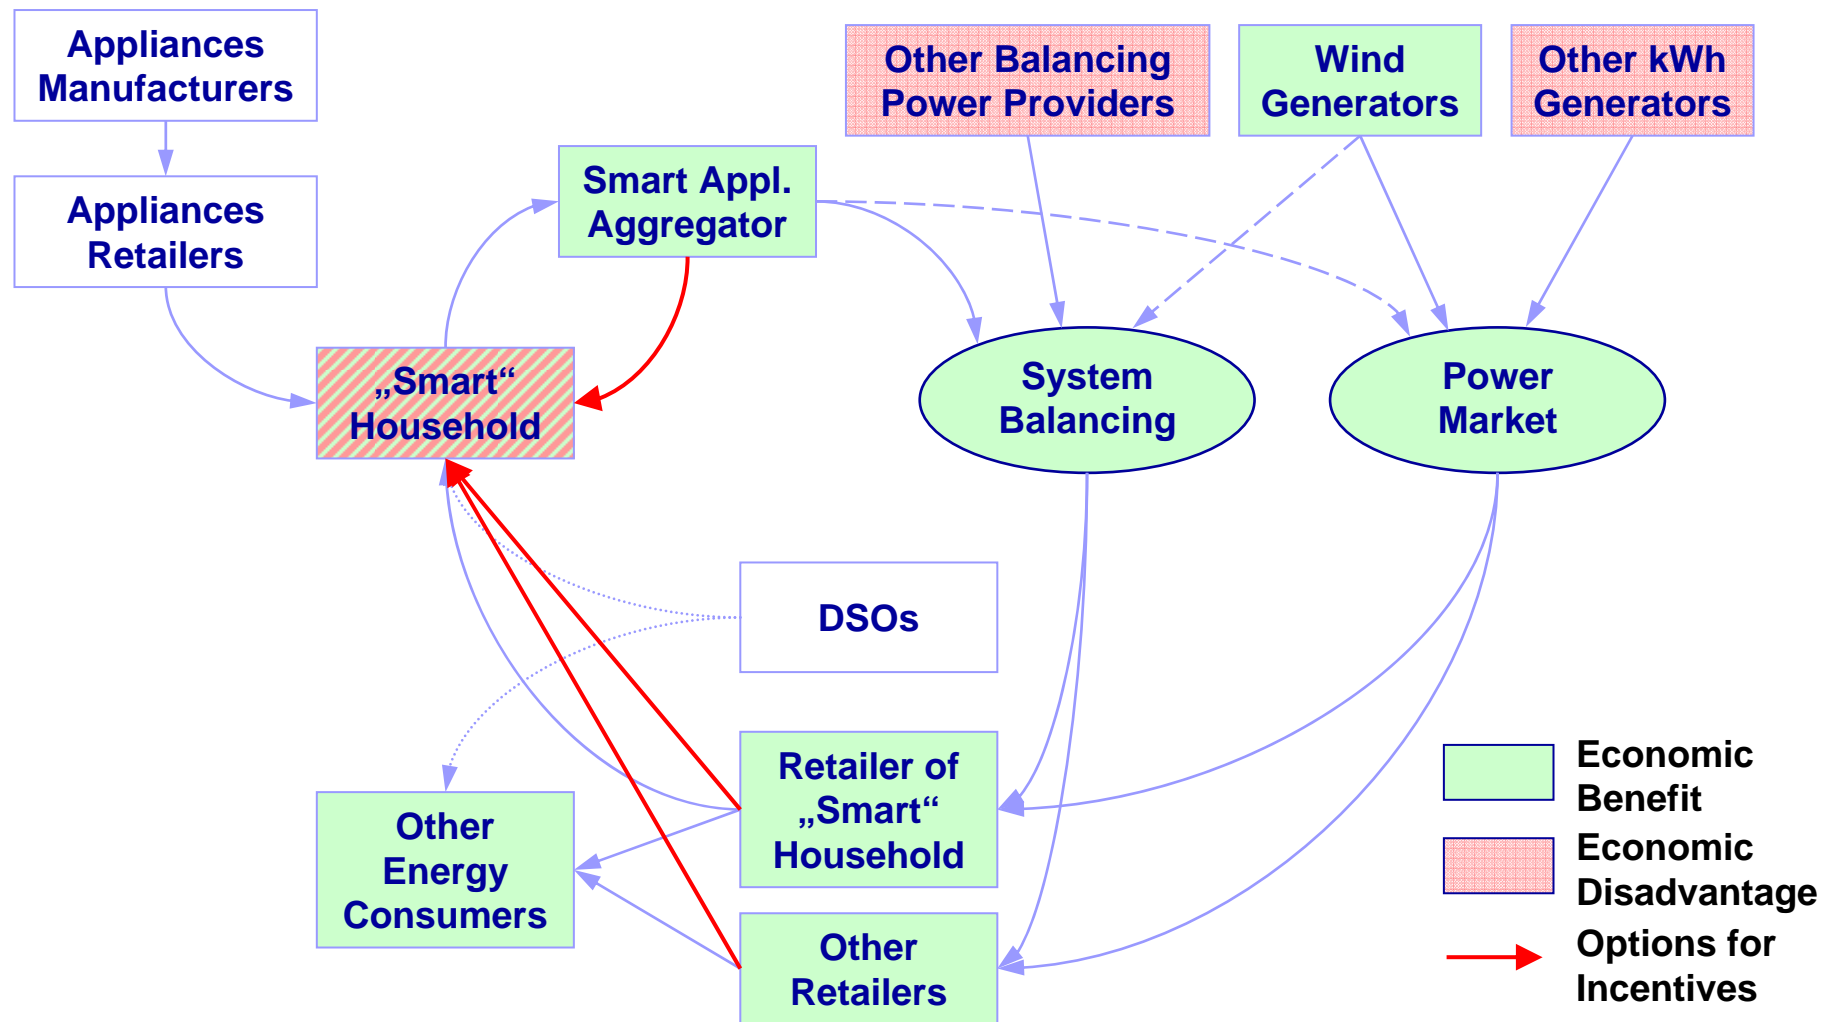 Appliances
Manufacturers
Other Balancing
Power Providers
Wind
Generators
Other kWh
Generators
Smart Appl.
Aggregator
Appliances
Retailers
„Smart“
Household
System
Balancing
Power
Market
DSOs
Retailer of
„Smart“
Household
Other
Energy
Consumers
Other
Retailers
Economic
Benefit
Economic
Disadvantage
Options for
Incentives